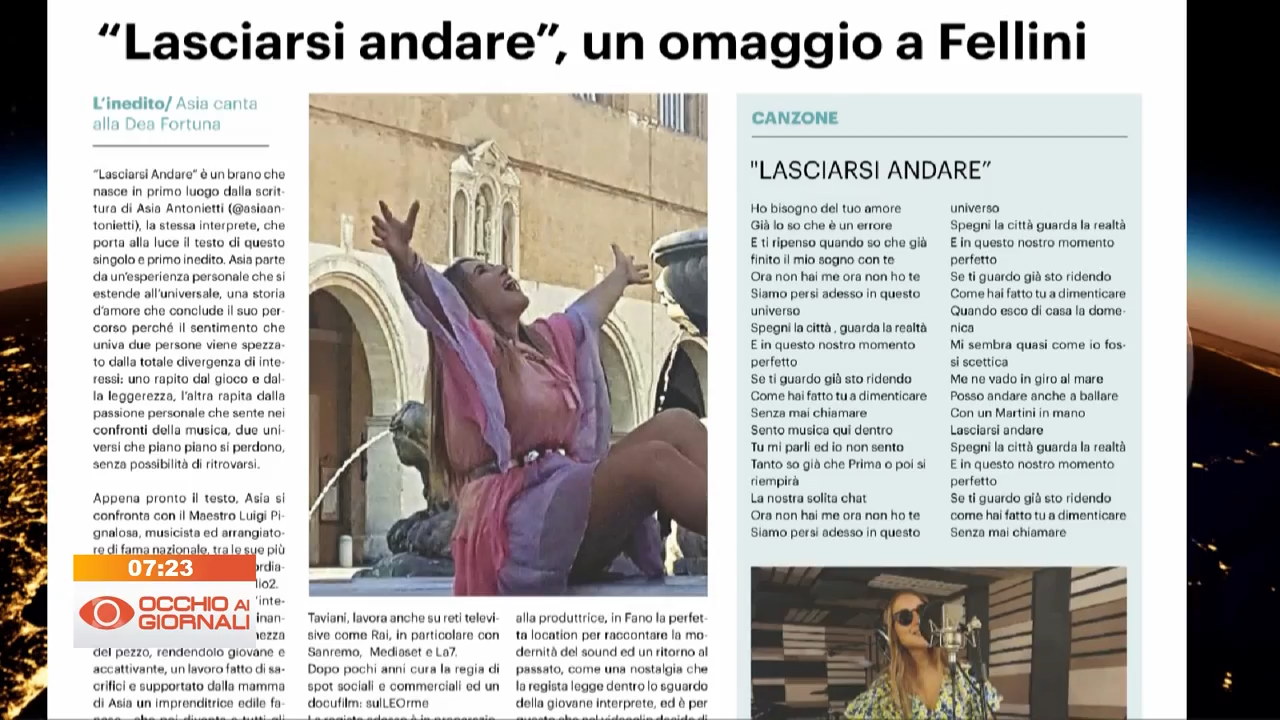 “Lasciarsi andare”, un omaggio a Fellini
L’inedito/ Asia canta
alla Dea Fortuna
“Lasciarsi Andare” è un brano che
nasce in primo luogo dalla scrit-
tura di Asia Antonietti (@asiaan-
tonietti), la stessa interprete, che
porta alla luce il testo di questo
singolo e primo inedito. Asia parte
da un’esperienza personale che si
estende all’universale, una storia
d’amore che conclude il suo per-
corso perché il sentimento che
univa due persone viene spezza-
to dalla totale divergenza di inte-
ressi: uno rapito dal gioco e dal-
la leggerezza, l’altra rapita dalla
passione personale che sente nei
confronti della musica, due uni-
versi che piano piano si perdono,
senza possibilità di ritrovarsi.
Appena pronto il testo, Asia si
confronta con il Maestro Luigi Pi-
gnalosa, musicista ed arrangiato-
re di fama nazionale, tra le sue più
07:23
OCCHIO AI
GIORNALI
del pezzo, rendendolo giovane e
accattivante, un lavoro fatto di sa-
crifici e supportato dalla mamma
di Asia un imprenditrice edile fa-
Taviani, lavora anche su reti televi-
sive come Rai, in particolare con
Sanremo, Mediaset e La7.
Dopo pochi anni cura la regia di
spot sociali e commerciali ed un
docufilm: sulLEOrme
alla produttrice, in Fano la perfet-
ta location per raccontare la mo-
dernità del sound ed un ritorno al
passato, come una nostalgia che
la regista legge dentro lo sguardo
della giovane interprete, ed è per
CANZONE
"LASCIARSI ANDARE”
Ho bisogno del tuo amore
Già lo so che è un errore
E ti ripenso quando so che già
finito il mio sogno con te
Ora non hai me ora non ho te
Siamo persi adesso in questo
universo
Spegni la città , guarda la realtà
E in questo nostro momento
perfetto
Se ti guardo già sto ridendo
Come hai fatto tu a dimenticare
Senza mai chiamare
Sento musica qui dentro
Tu mi parli ed io non sento
Tanto so già che Prima o poi si
riempirà
La nostra solita chat
Ora non hai me ora non ho te
Siamo persi adesso in questo
universo
Spegni la città guarda la realtà
E in questo nostro momento
perfetto
Se ti guardo già sto ridendo
Come hai fatto tu a dimenticare
Quando esco di casa la dome-
nica
Mi sembra quasi come io fos-
si scettica
Me ne vado in giro al mare
Posso andare anche a ballare
Con un Martini in mano
Lasciarsi andare
Spegni la città guarda la realtà
E in questo nostro momento
perfetto
Se ti guardo già sto ridendo
come hai fatto tu a dimenticare
Senza mai chiamare